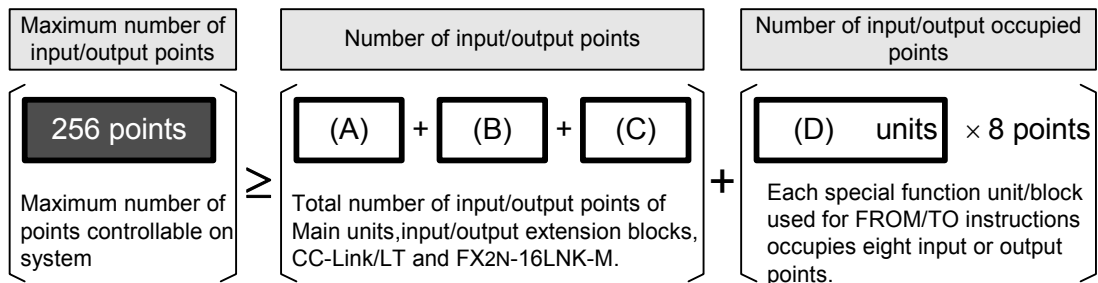 Maximum number of
input/output points
Number of input/output points
Number of input/output occupied
points
256 points
≥
(A) + (B) + (C)
+
(D) units × 8 points
Maximum number of
points controllable on
system
Total number of input/output points of
Main units,input/output extension blocks,
CC-Link/LT and FX2N-16LNK-M.
Each special function unit/block
used for FROM/TO instructions
occupies eight input or output
points.